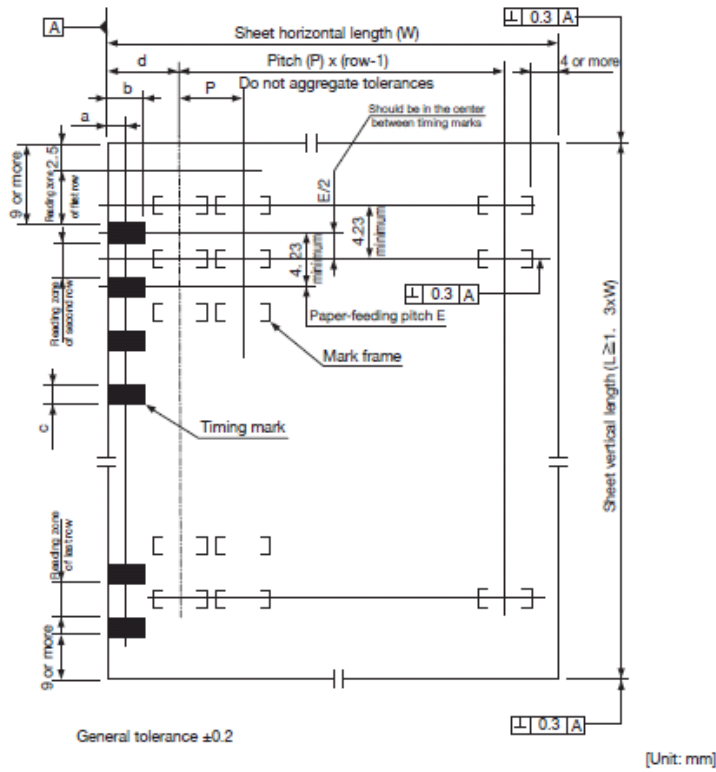 A
⊥ 0.3 A
Sheet horizontal length (W)
d
Pitch (P) x (row-1)
4 or more
Do not aggregate tolerances
b
P
Should be in the center
between timing marks
a
9 or more
2.5
Reading zone
of first row
E/2
4.23
minimum
4. 23
minimum
⊥ 0.3 A
Reading zone
of second row
Paper-feeding pitch E
Mark frame
Sheet vertical length (L≧1. 3xW)
c
Timing mark
Reading zone
of last row
9 or more
⊥ 0.3 A
General tolerance ±0.2
[Unit: mm]